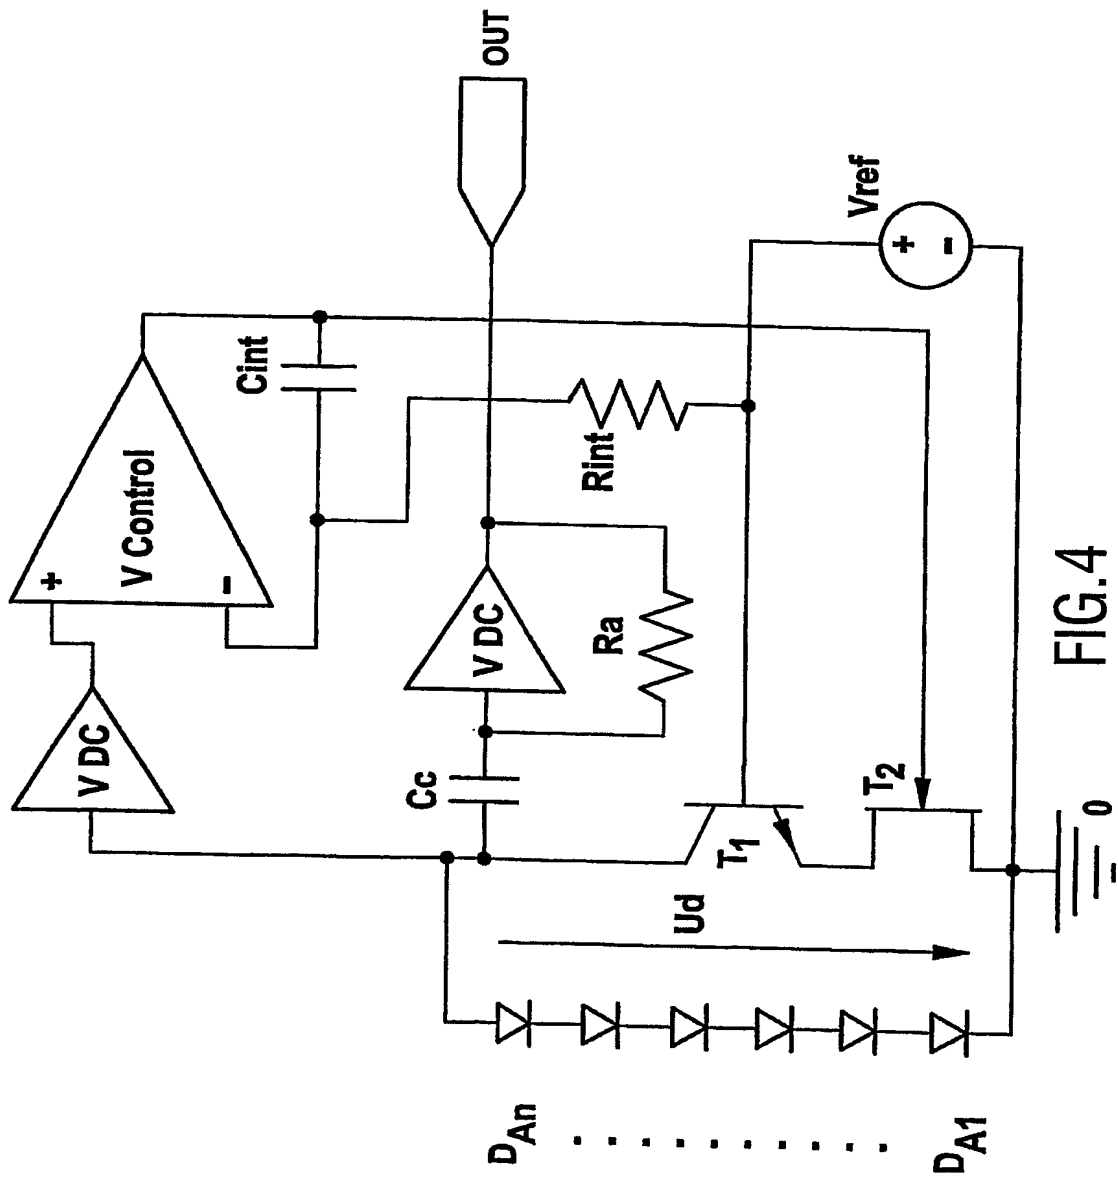 OUT
Vref
+
-
Cint
V Control
+
-
Rint
V DC
Ra
V DC
Cc
T2
T1
Ud
0
DAn
. . . . . . . . . .
DA1
FIG.4